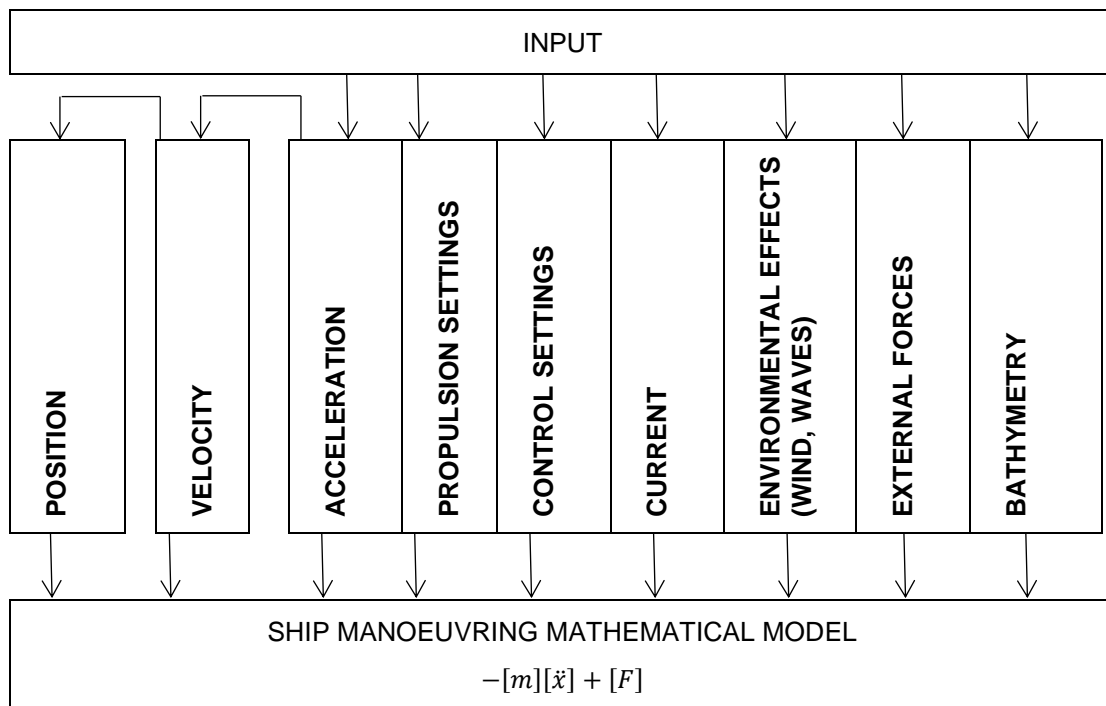 INPUT
POSITION
VELOCITY
ACCELERATION
PROPULSION SETTINGS
CONTROL SETTINGS
CURRENT
ENVIRONMENTAL EFFECTS
(WIND, WAVES)
EXTERNAL FORCES
BATHYMETRY
SHIP MANOEUVRING MATHEMATICAL MODEL
−[m][ẍ] + [F]